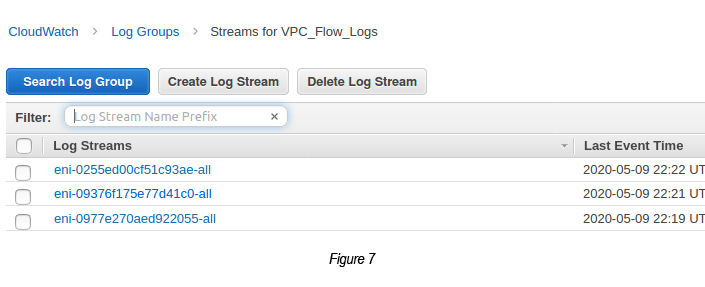 CloudWatch > Log Groups > Streams for VPC_Flow_Logs
Search Log Group Create Log Stream Delete Log Stream
Filter: Log Stream Name Prefix ×
Log Streams Last Event Time
eni-0255ed00cf51c93ae-all 2020-05-09 22:22 UT
eni-09376f175e77d41c0-all 2020-05-09 22:21 UT
eni-0977e270aed922055-all 2020-05-09 22:19 UT
Figure 7